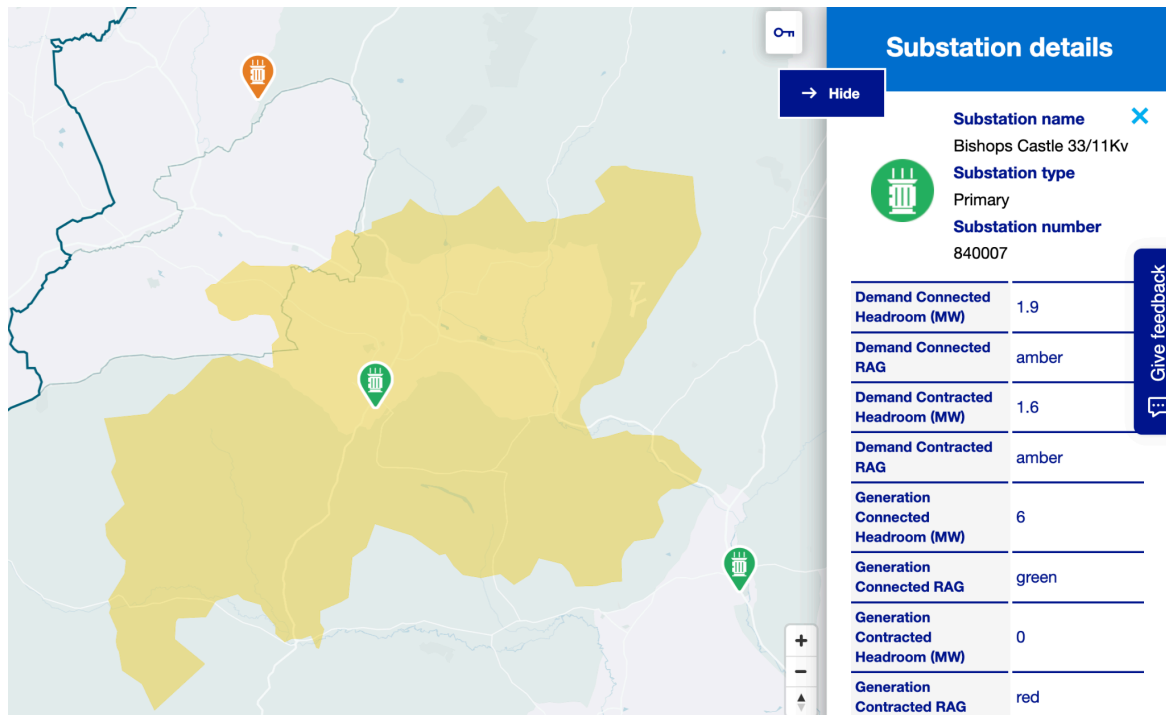 Substation details
Hide
Substation name
Bishops Castle 33/11Kv
Substation type
Primary
Substation number
840007
Demand Connected
Headroom (MW)
1.9
Demand Connected
RAG
amber
Demand Contracted
Headroom (MW)
1.6
Demand Contracted
RAG
amber
Generation
Connected
Headroom (MW)
6
Generation
Connected RAG
green
Generation
Contracted
Headroom (MW)
0
Generation
Contracted RAG
red
Give feedback